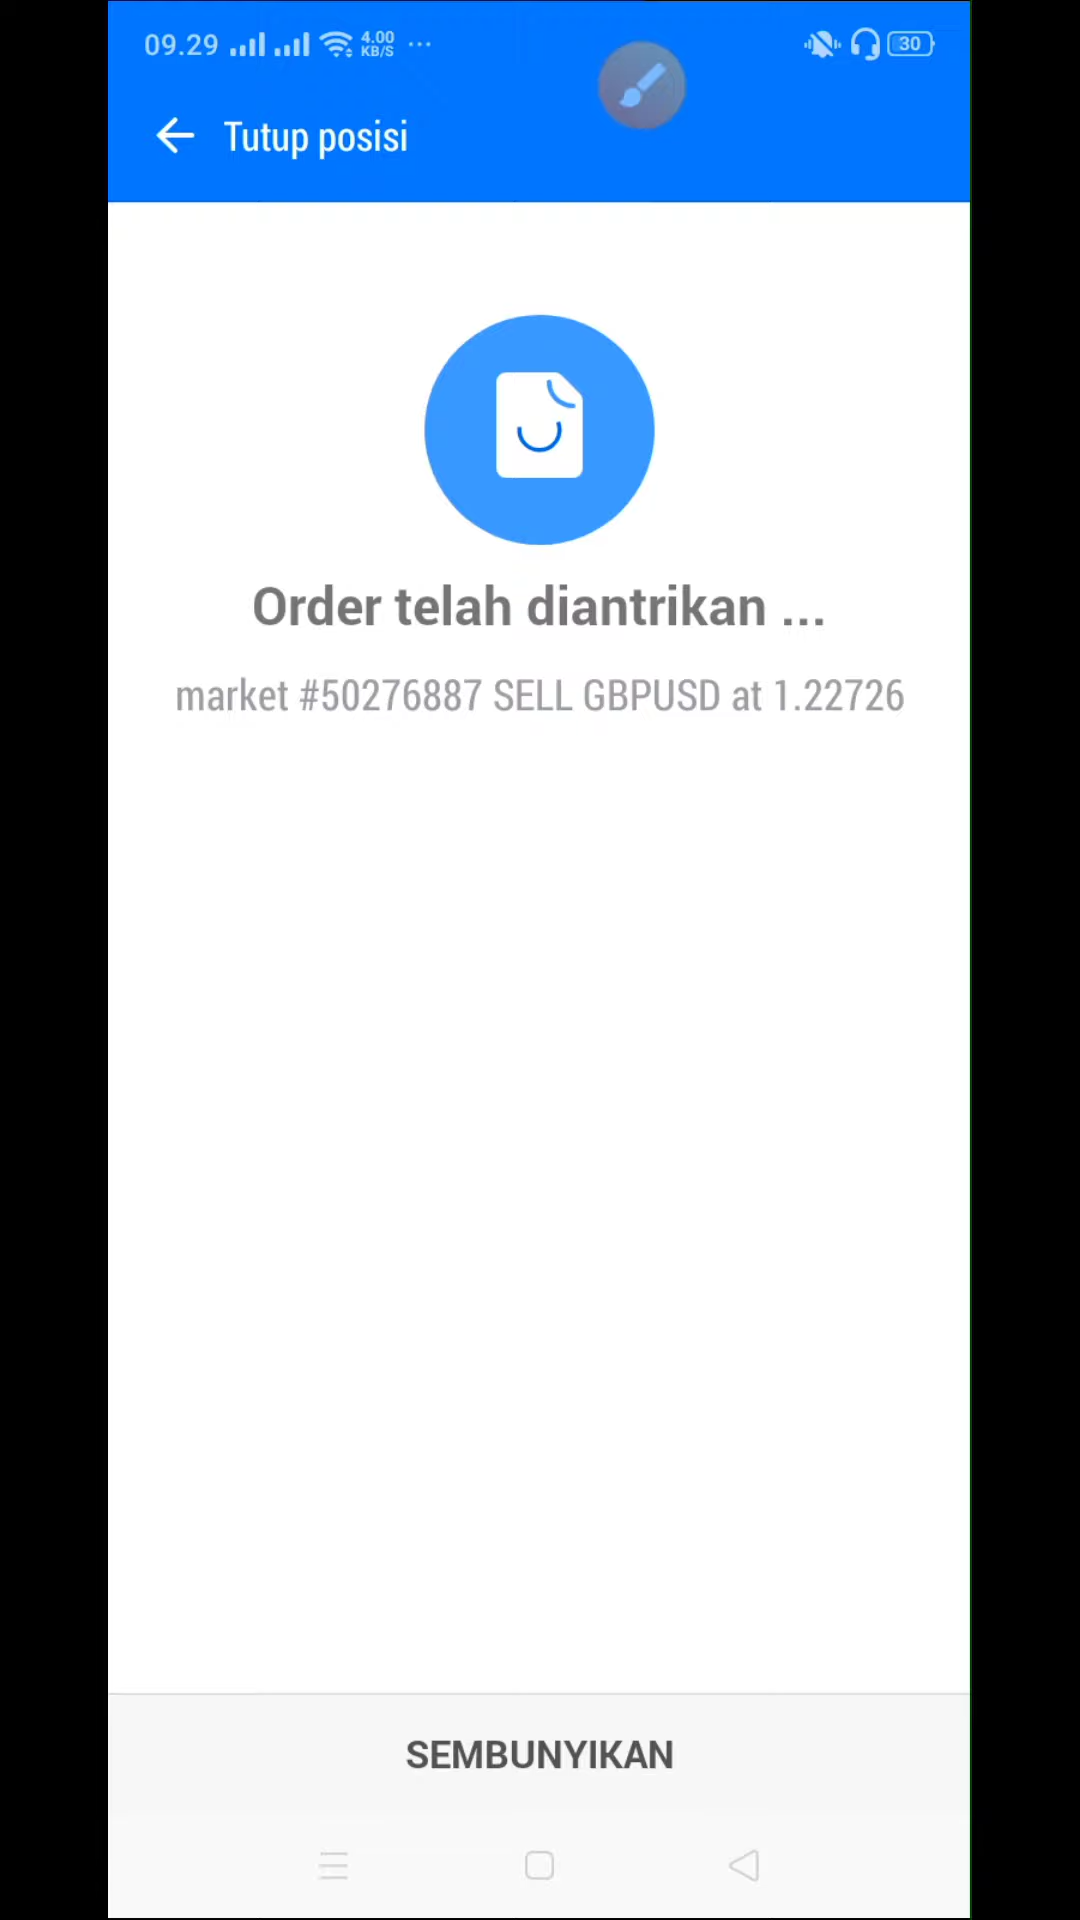 09.29 4.00 KB/S ... 30
Tutup posisi
Order telah diantrikan ...
market #50276887 SELL GBPUSD at 1.22726
SEMBUNYIKAN